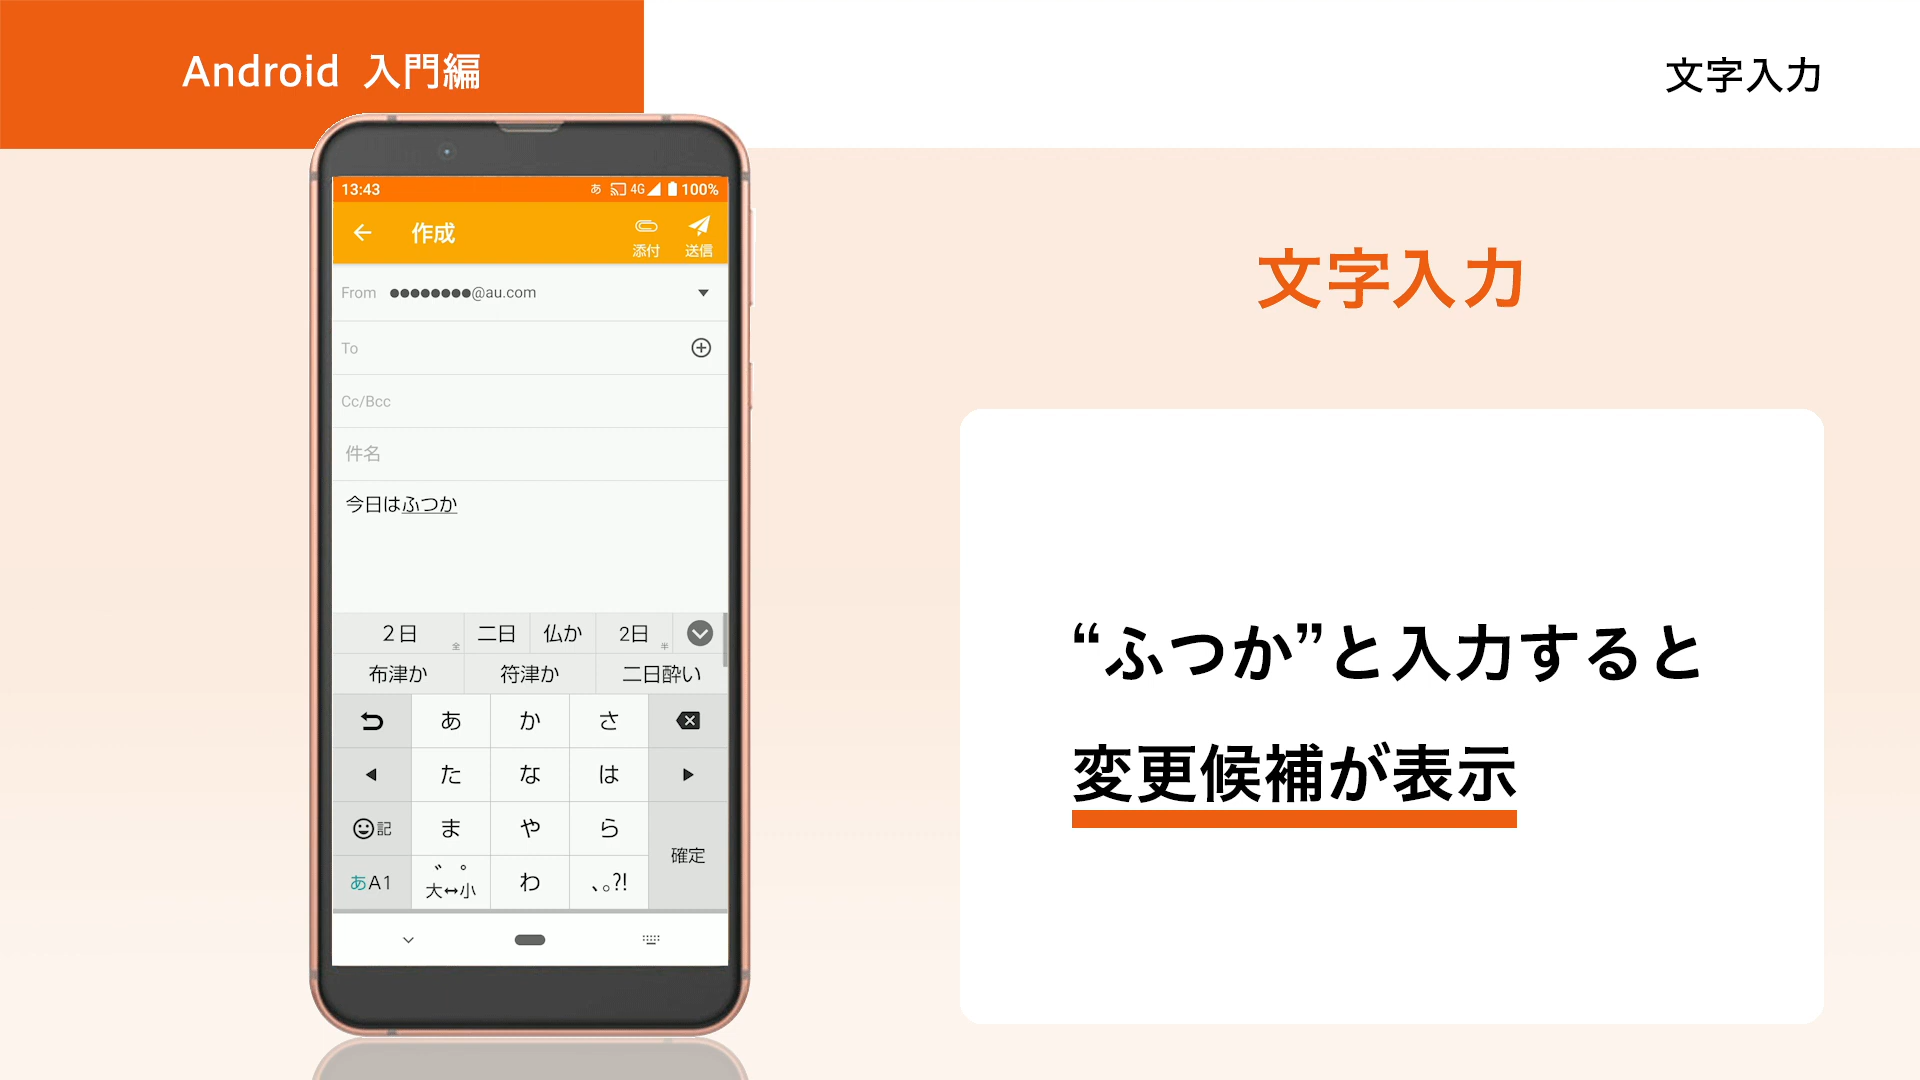 Android 入門編
文字入力
13:43 あ 4G 100%
作成
添付 送信
From ●●●●●●●●@au.com
To
Cc/Bcc
件名
今日はふつか
２日 全 二日 仏か 2日 半
布津か 符津か 二日酔い
あ か さ
た な は
記 ま や ら
確定
あA1 ゛゜大↔小 わ 、。?!
文字入力
“ふつか”と入力すると
変更候補が表示